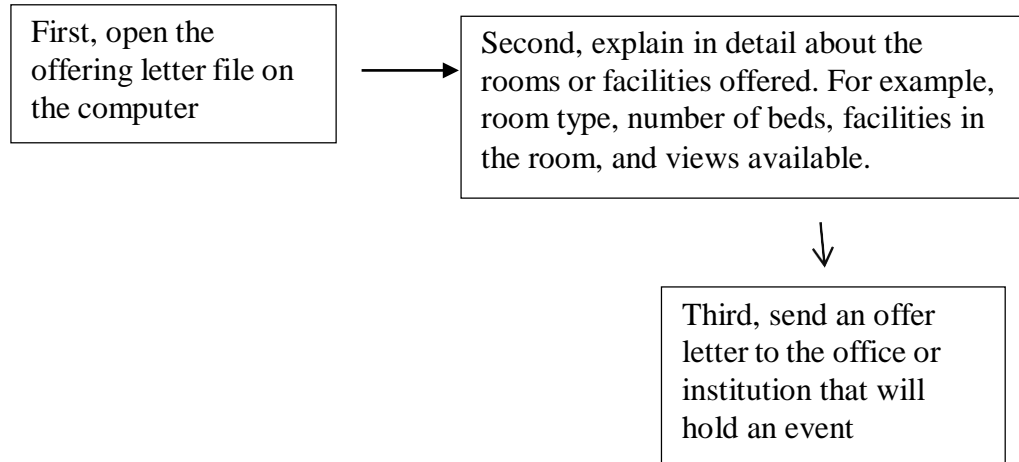 First, open the
offering letter file on
the computer
Second, explain in detail about the
rooms or facilities offered. For example,
room type, number of beds, facilities in
the room, and views available.
Third, send an offer
letter to the office or
institution that will
hold an event